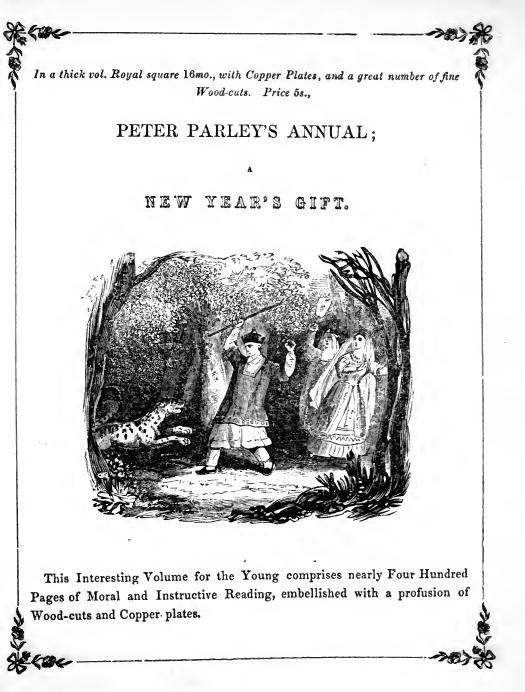 In a thick vol. Royal square 16mo., with Copper Plates, and a great number of fine
Wood-cuts. Price 5s.,
PETER PARLEY'S ANNUAL;
A
NEW YEAR'S GIFT.
This Interesting Volume for the Young comprises nearly Four Hundred
Pages of Moral and Instructive Reading, embellished with a profusion of
Wood-cuts and Copper plates.